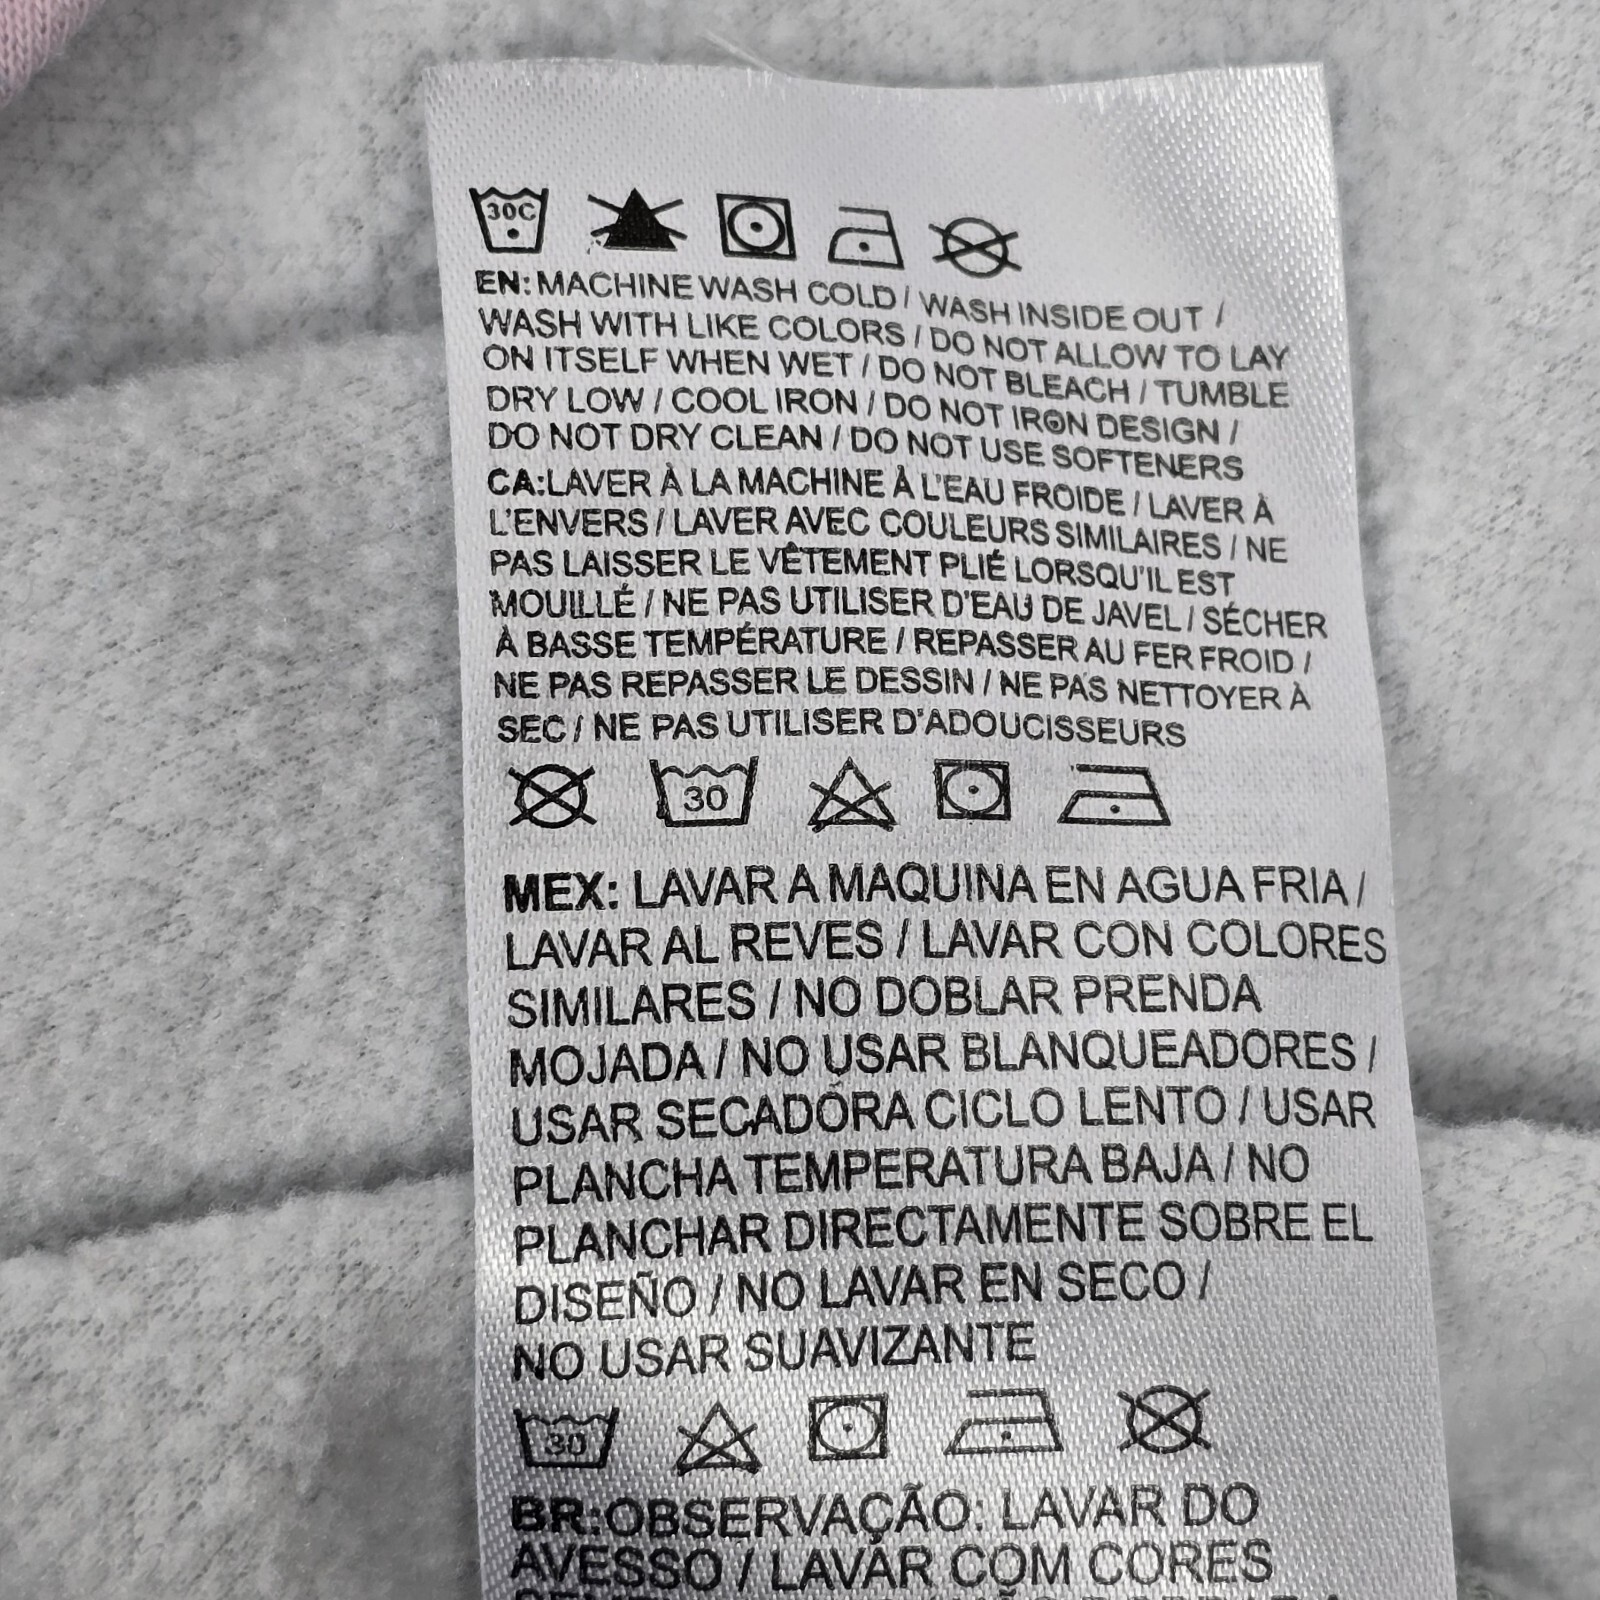 30C
EN: MACHINE WASH COLD / WASH INSIDE OUT /
WASH WITH LIKE COLORS / DO NOT ALLOW TO LAY
ON ITSELF WHEN WET / DO NOT BLEACH / TUMBLE
DRY LOW / COOL IRON / DO NOT IRON DESIGN /
DO NOT DRY CLEAN / DO NOT USE SOFTENERS
CA:LAVER À LA MACHINE À L'EAU FROIDE / LAVER À
L'ENVERS / LAVER AVEC COULEURS SIMILAIRES / NE
PAS LAISSER LE VÊTEMENT PLIÉ LORSQU'IL EST
MOUILLÉ / NE PAS UTILISER D'EAU DE JAVEL / SÉCHER
À BASSE TEMPÉRATURE / REPASSER AU FER FROID /
NE PAS REPASSER LE DESSIN / NE PAS NETTOYER À
SEC / NE PAS UTILISER D'ADOUCISSEURS
30
MEX: LAVAR A MAQUINA EN AGUA FRIA /
LAVAR AL REVES / LAVAR CON COLORES
SIMILARES / NO DOBLAR PRENDA
MOJADA / NO USAR BLANQUEADORES /
USAR SECADORA CICLO LENTO / USAR
PLANCHA TEMPERATURA BAJA / NO
PLANCHAR DIRECTAMENTE SOBRE EL
DISEÑO / NO LAVAR EN SECO /
NO USAR SUAVIZANTE
30
BR:OBSERVAÇÃO: LAVAR DO
AVESSO / LAVAR COM CORES